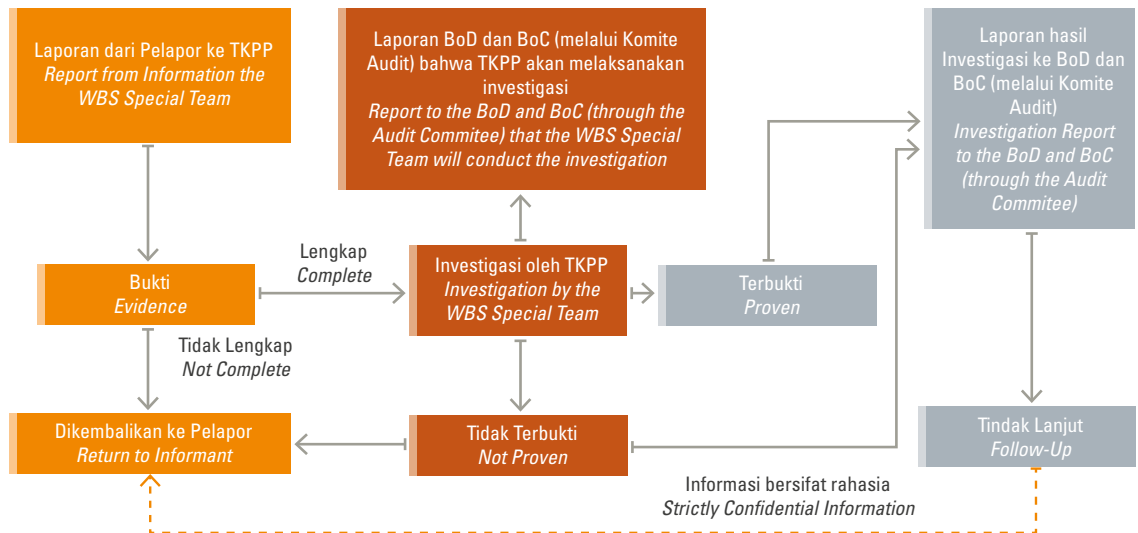 Laporan dari Pelapor ke TKPP
Report from Information the
WBS Special Team
Laporan BoD dan BoC (melalui Komite
Audit) bahwa TKPP akan melaksanakan
investigasi
Report to the BoD and BoC (through the
Audit Commitee) that the WBS Special
Team will conduct the investigation
Laporan hasil
Investigasi ke BoD dan
BoC (melalui Komite
Audit)
Investigation Report
to the BoD and BoC
(through the Audit
Commitee)
Bukti
Evidence
Lengkap
Complete
Investigasi oleh TKPP
Investigation by the
WBS Special Team
Terbukti
Proven
Tidak Lengkap
Not Complete
Dikembalikan ke Pelapor
Return to Informant
Tidak Terbukti
Not Proven
Tindak Lanjut
Follow-Up
Informasi bersifat rahasia
Strictly Confidential Information